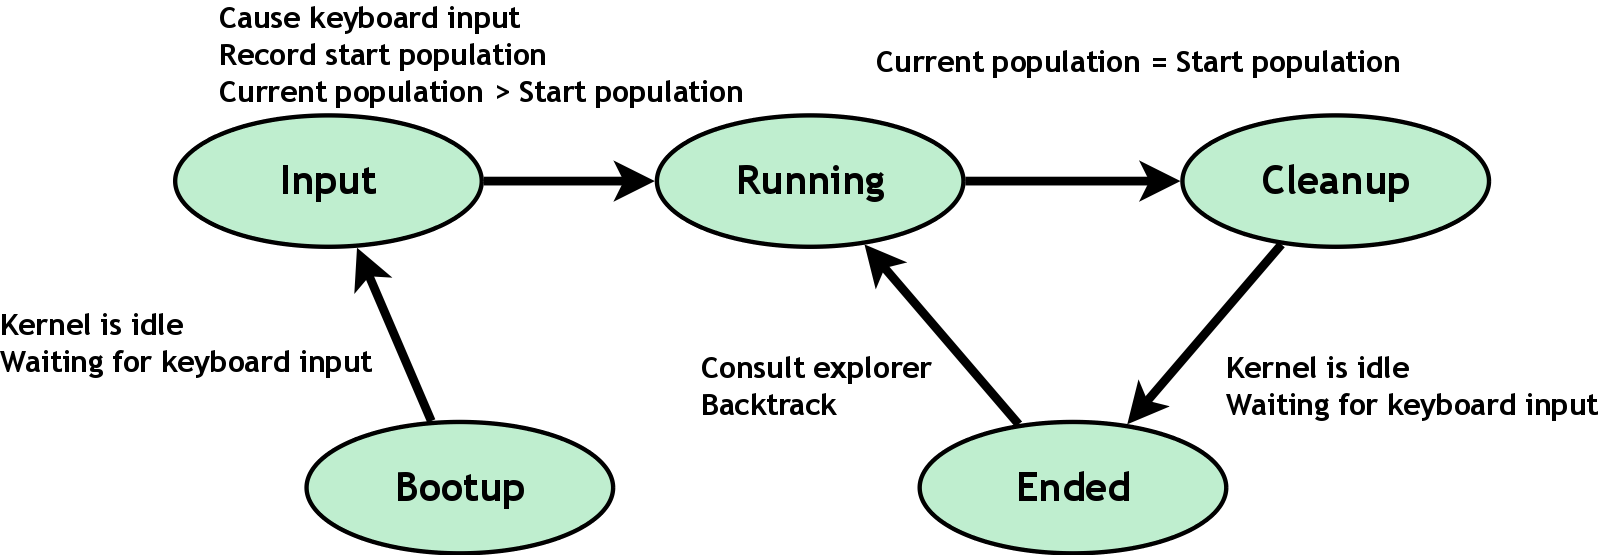 Cause keyboard input
Record start population
Current population > Start population
Current population = Start population
Input
Running
Cleanup
Kernel is idle
Waiting for keyboard input
Consult explorer
Backtrack
Kernel is idle
Waiting for keyboard input
Bootup
Ended